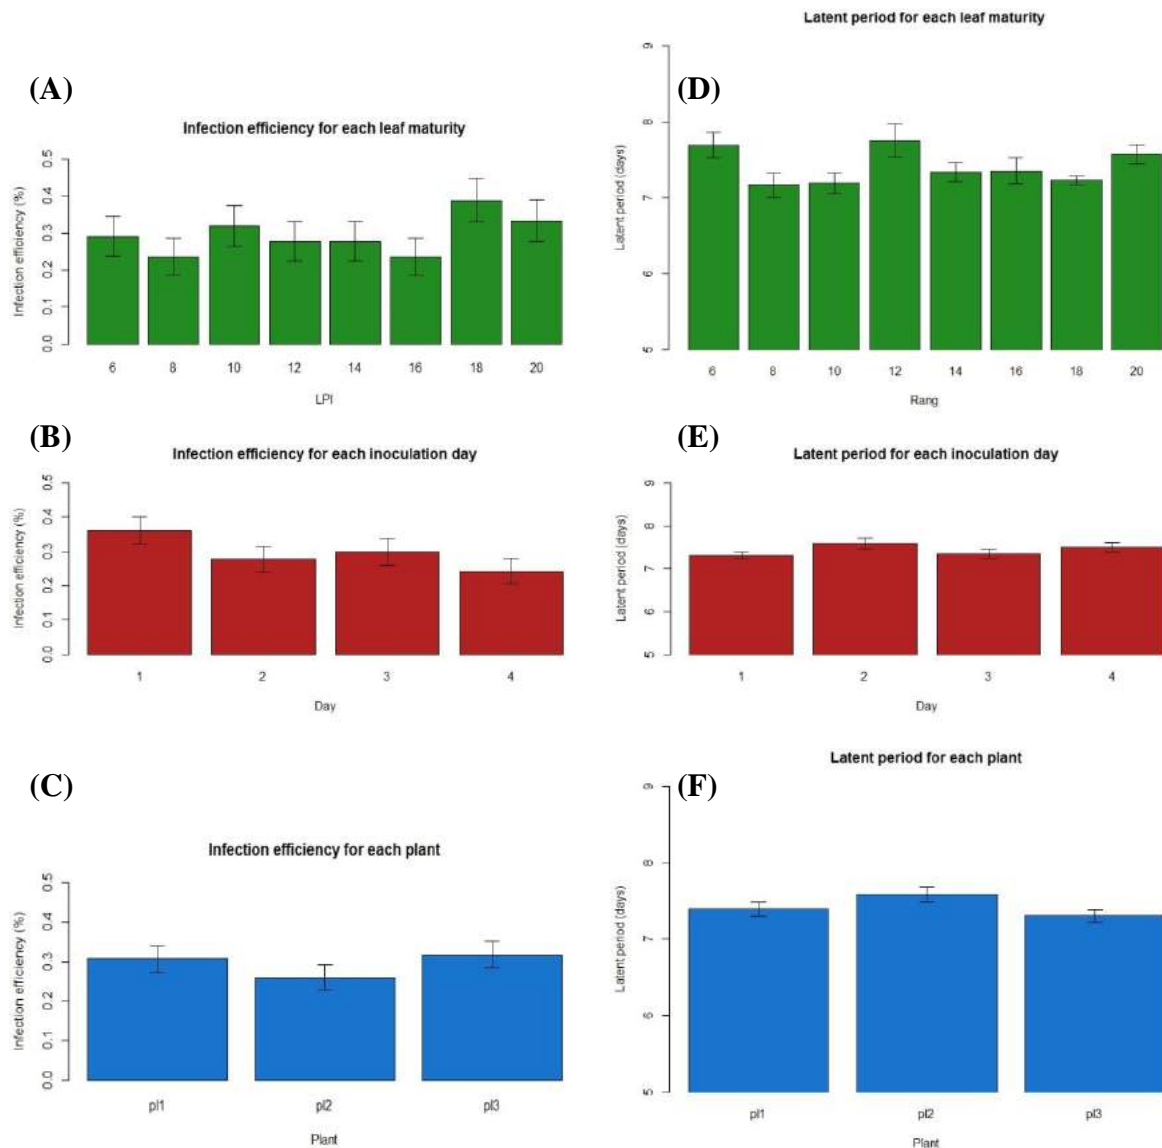 (A)
Infection efficiency for each leaf maturity
Infection efficiency (%)
0.0 0.1 0.2 0.3 0.4 0.5
6 8 10 12 14 16 18 20
LPI
(B)
Infection efficiency for each inoculation day
Infection efficiency (%)
0.0 0.1 0.2 0.3 0.4 0.5
1 2 3 4
Day
(C)
Infection efficiency for each plant
Infection efficiency (%)
0.0 0.1 0.2 0.3 0.4 0.5
pl1 pl2 pl3
Plant
(D)
Latent period for each leaf maturity
Latent period (days)
5 6 7 8 9
6 8 10 12 14 16 18 20
Rang
(E)
Latent period for each inoculation day
Latent period (days)
5 6 7 8 9
1 2 3 4
Day
(F)
Latent period for each plant
Latent period (days)
5 6 7 8 9
pl1 pl2 pl3
Plant